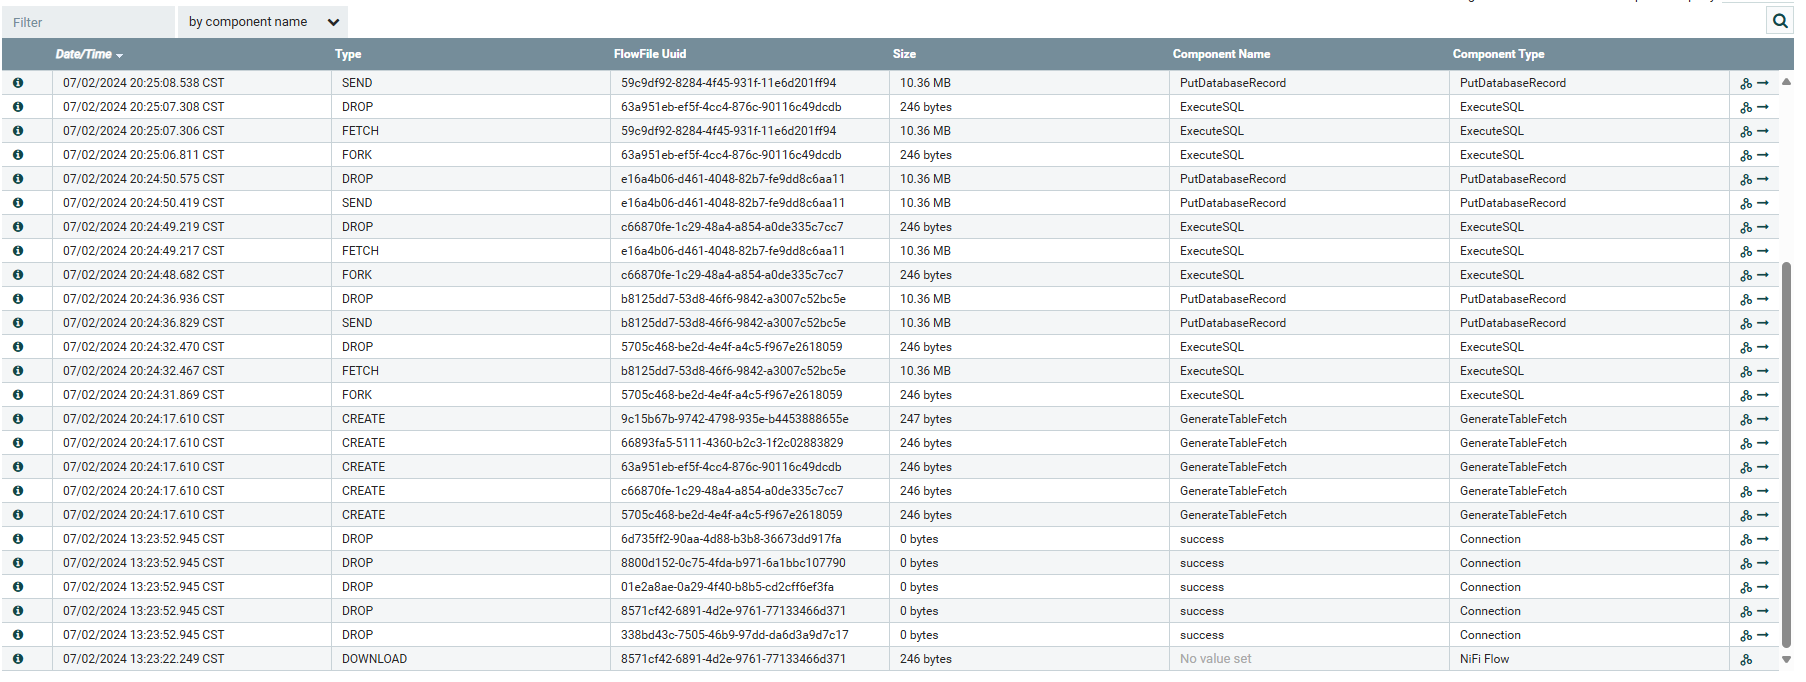 Filter by component name
Date/Time Type FlowFile Uuid Size Component Name Component Type
07/02/2024 20:25:08.538 CST SEND 59c9df92-8284-4f45-931f-11e6d201ff94 10.36 MB PutDatabaseRecord PutDatabaseRecord
07/02/2024 20:25:07.308 CST DROP 63a951eb-ef5f-4cc4-876c-90116c49dcdb 246 bytes ExecuteSQL ExecuteSQL
07/02/2024 20:25:07.306 CST FETCH 59c9df92-8284-4f45-931f-11e6d201ff94 10.36 MB ExecuteSQL ExecuteSQL
07/02/2024 20:25:06.811 CST FORK 63a951eb-ef5f-4cc4-876c-90116c49dcdb 246 bytes ExecuteSQL ExecuteSQL
07/02/2024 20:24:50.575 CST DROP e16a4b06-d461-4048-82b7-fe9dd8c6aa11 10.36 MB PutDatabaseRecord PutDatabaseRecord
07/02/2024 20:24:50.419 CST SEND e16a4b06-d461-4048-82b7-fe9dd8c6aa11 10.36 MB PutDatabaseRecord PutDatabaseRecord
07/02/2024 20:24:49.219 CST DROP c66870fe-1c29-48a4-a854-a0de335c7cc7 246 bytes ExecuteSQL ExecuteSQL
07/02/2024 20:24:49.217 CST FETCH e16a4b06-d461-4048-82b7-fe9dd8c6aa11 10.36 MB ExecuteSQL ExecuteSQL
07/02/2024 20:24:48.682 CST FORK c66870fe-1c29-48a4-a854-a0de335c7cc7 246 bytes ExecuteSQL ExecuteSQL
07/02/2024 20:24:36.936 CST DROP b8125dd7-53d8-46f6-9842-a3007c52bc5e 10.36 MB PutDatabaseRecord PutDatabaseRecord
07/02/2024 20:24:36.829 CST SEND b8125dd7-53d8-46f6-9842-a3007c52bc5e 10.36 MB PutDatabaseRecord PutDatabaseRecord
07/02/2024 20:24:32.470 CST DROP 5705c468-be2d-4e4f-a4c5-f967e2618059 246 bytes ExecuteSQL ExecuteSQL
07/02/2024 20:24:32.467 CST FETCH b8125dd7-53d8-46f6-9842-a3007c52bc5e 10.36 MB ExecuteSQL ExecuteSQL
07/02/2024 20:24:31.869 CST FORK 5705c468-be2d-4e4f-a4c5-f967e2618059 246 bytes ExecuteSQL ExecuteSQL
07/02/2024 20:24:17.610 CST CREATE 9c15b67b-9742-4798-935e-b4453888655e 247 bytes GenerateTableFetch GenerateTableFetch
07/02/2024 20:24:17.610 CST CREATE 66893fa5-5111-4360-b2c3-1f2c02883829 246 bytes GenerateTableFetch GenerateTableFetch
07/02/2024 20:24:17.610 CST CREATE 63a951eb-ef5f-4cc4-876c-90116c49dcdb 246 bytes GenerateTableFetch GenerateTableFetch
07/02/2024 20:24:17.610 CST CREATE c66870fe-1c29-48a4-a854-a0de335c7cc7 246 bytes GenerateTableFetch GenerateTableFetch
07/02/2024 20:24:17.610 CST CREATE 5705c468-be2d-4e4f-a4c5-f967e2618059 246 bytes GenerateTableFetch GenerateTableFetch
07/02/2024 13:23:52.945 CST DROP 6d735ff2-90aa-4d88-b3b8-36673dd917fa 0 bytes success Connection
07/02/2024 13:23:52.945 CST DROP 8800d152-0c75-4fda-b971-6a1bbc107790 0 bytes success Connection
07/02/2024 13:23:52.945 CST DROP 01e2a8ae-0a29-4f40-b8b5-cd2cff6ef3fa 0 bytes success Connection
07/02/2024 13:23:52.945 CST DROP 8571cf42-6891-4d2e-9761-77133466d371 0 bytes success Connection
07/02/2024 13:23:52.945 CST DROP 338bd43c-7505-46b9-97dd-da6d3a9d7c17 0 bytes success Connection
07/02/2024 13:23:22.249 CST DOWNLOAD 8571cf42-6891-4d2e-9761-77133466d371 246 bytes No value set NiFi Flow